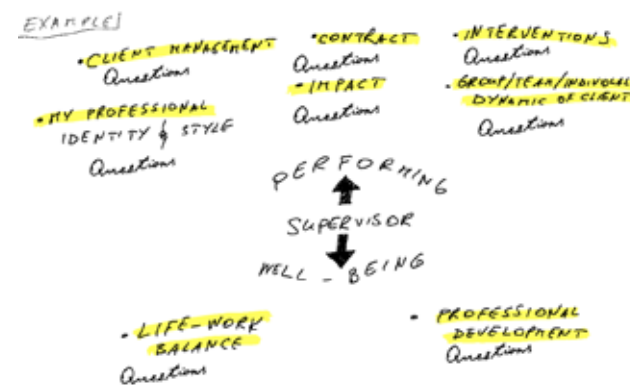 EXAMPLES
• CLIENT MANAGEMENT
Questions
• CONTRACT
Questions
• INTERVENTIONS
Questions
• MY PROFESSIONAL
IDENTITY & STYLE
Questions
• IMPACT
Questions
• GROUP/TEAM/INDIVIDUAL
DYNAMIC OF CLIENT
Questions
PERFORMING
SUPERVISOR
WELL - BEING
• LIFE-WORK
BALANCE
Questions
• PROFESSIONAL
DEVELOPMENT
Questions